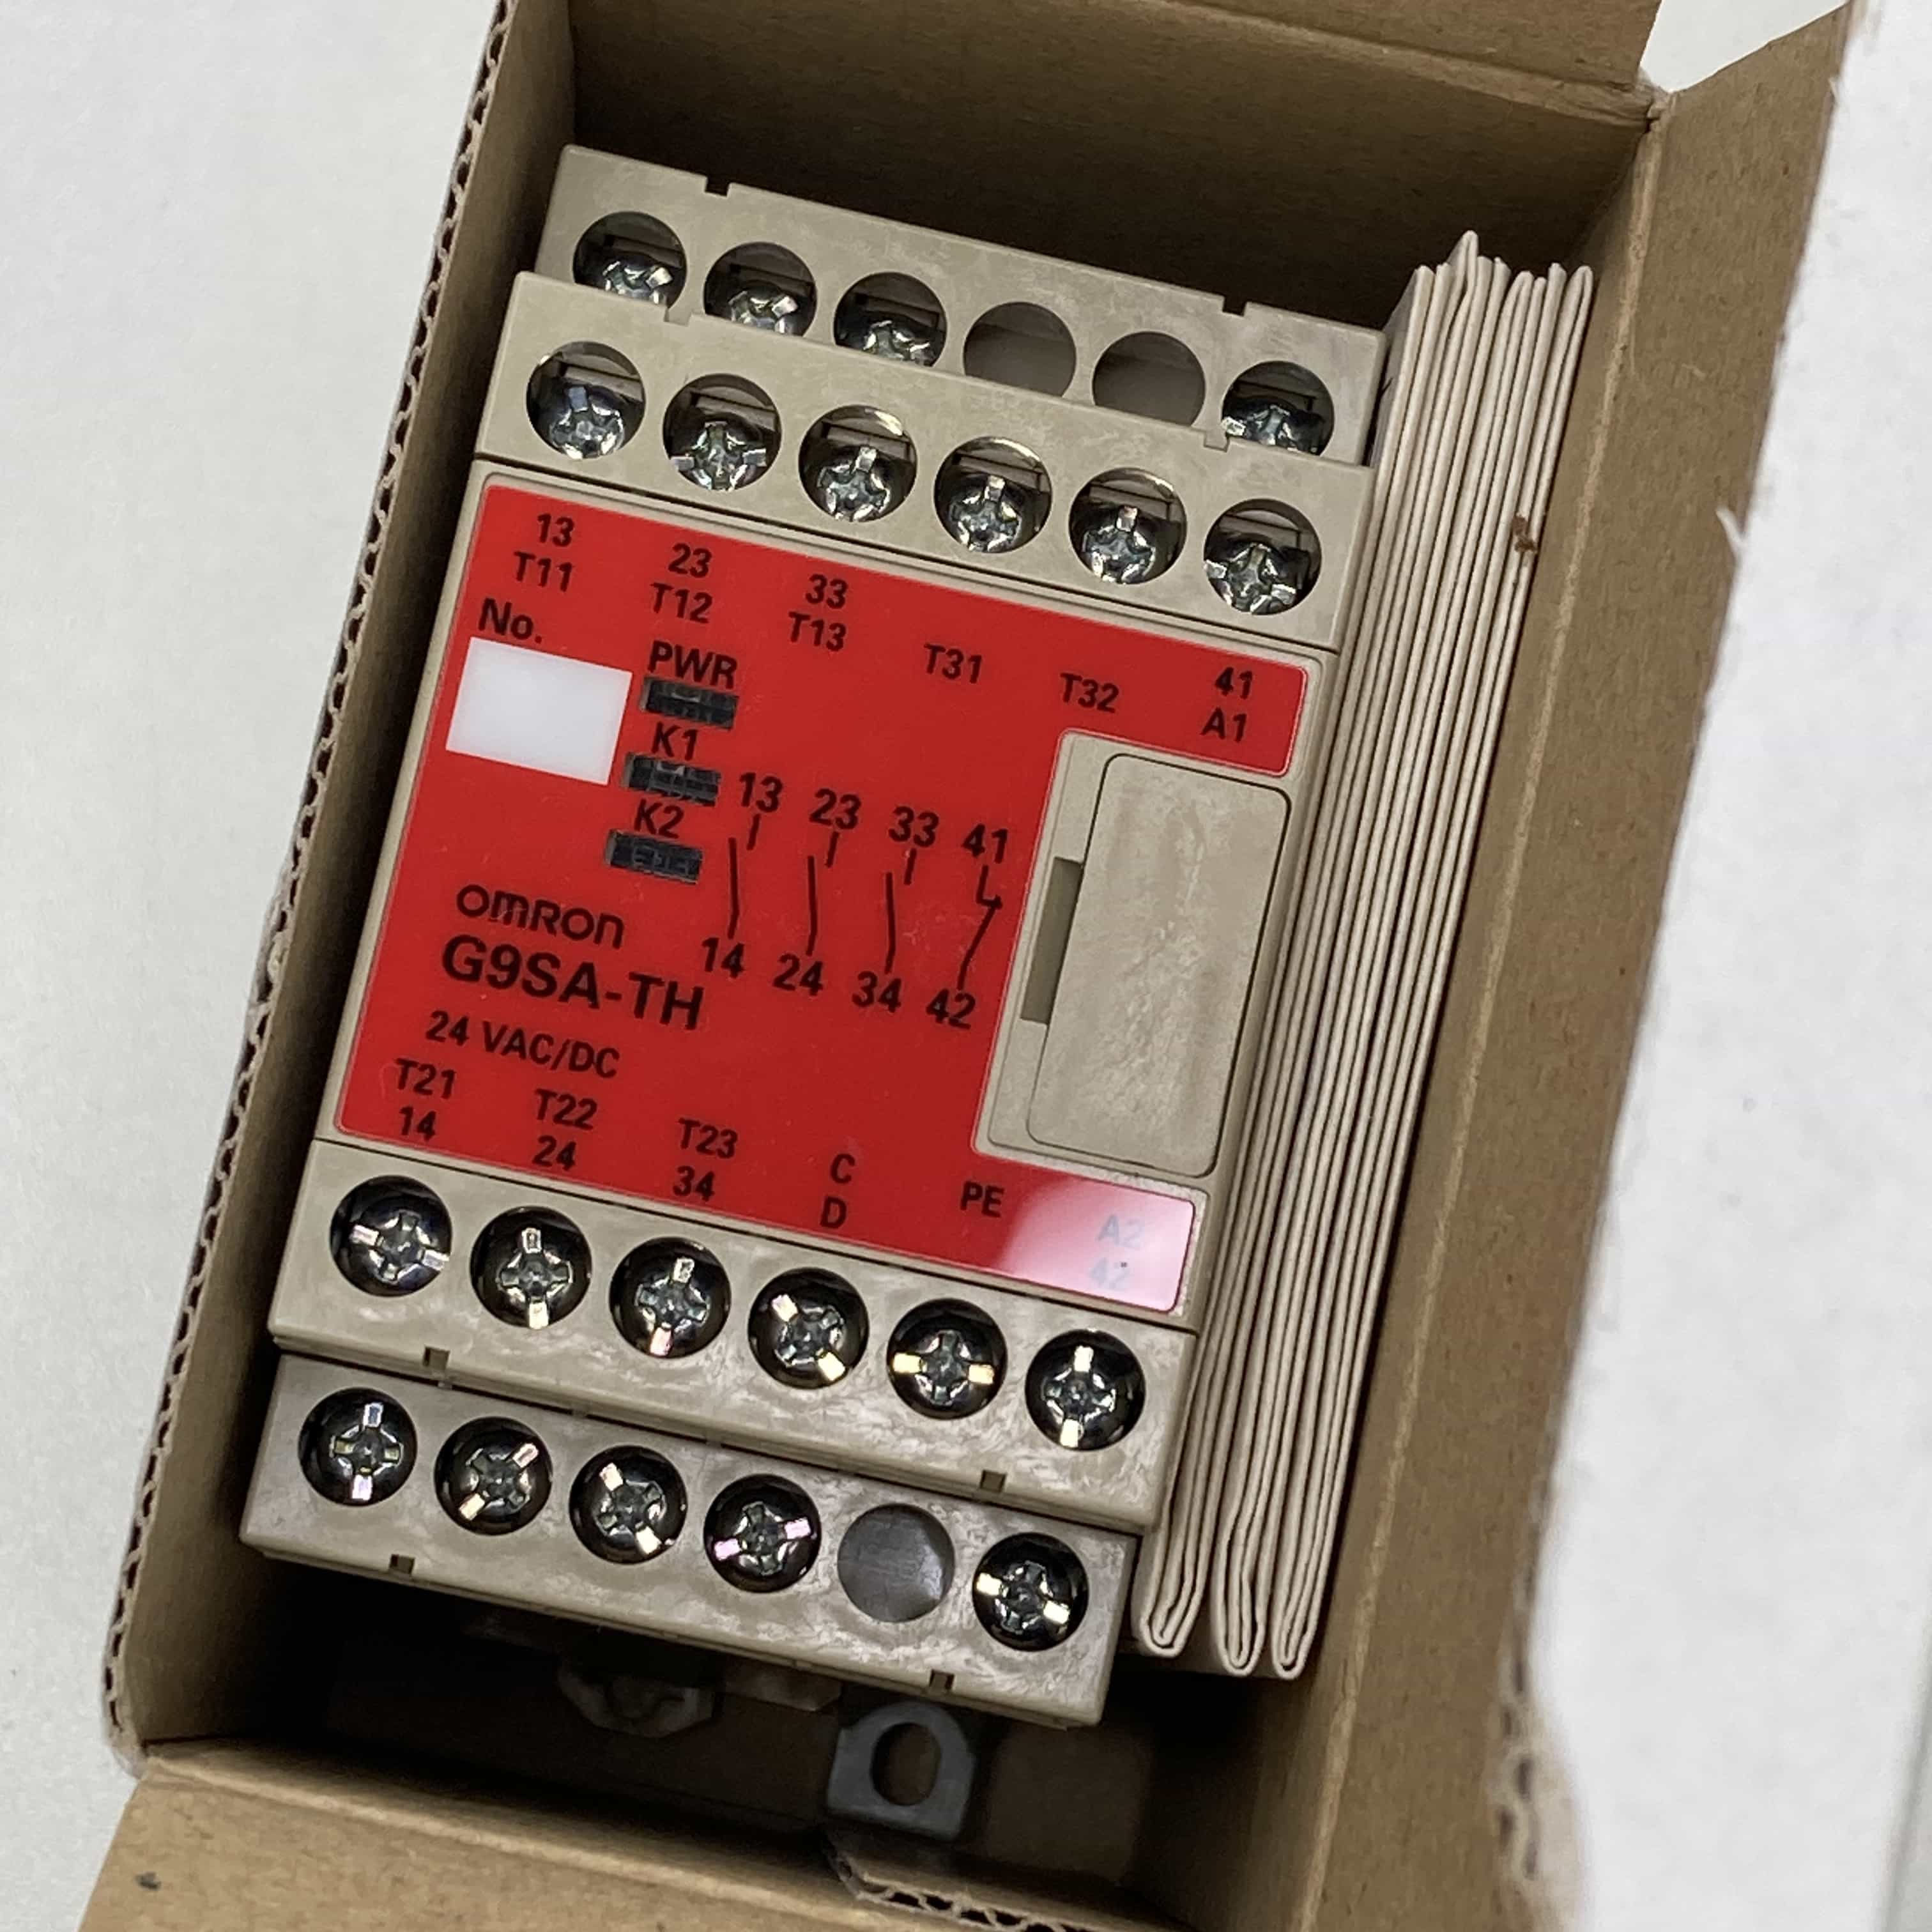 13 23 33 41
T11 T12 T13 T31 T32 A1
No.
PWR
K1
K2
13 23 33 41
14 24 34 42
omron
G9SA-TH
24 VAC/DC
T21 T22 T23 C PE A2
14 24 34 D 42